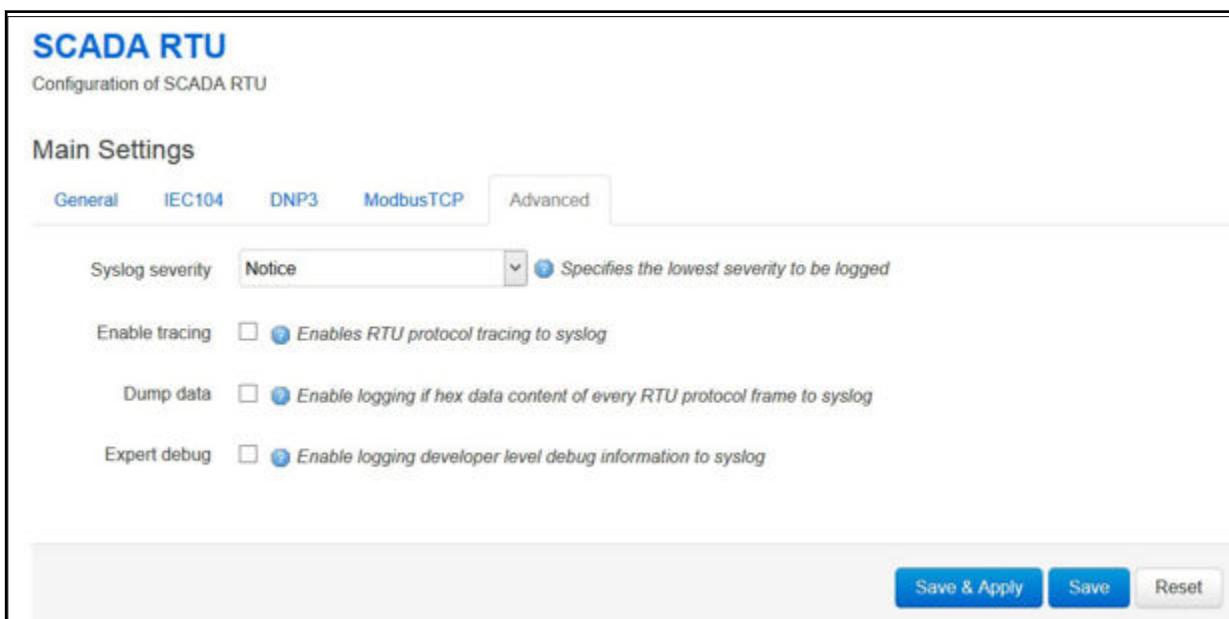 SCADA RTU
Configuration of SCADA RTU
Main Settings
General IEC104 DNP3 ModbusTCP Advanced
Syslog severity Notice Specifies the lowest severity to be logged
Enable tracing Enables RTU protocol tracing to syslog
Dump data Enable logging if hex data content of every RTU protocol frame to syslog
Expert debug Enable logging developer level debug information to syslog
Save & Apply Save Reset